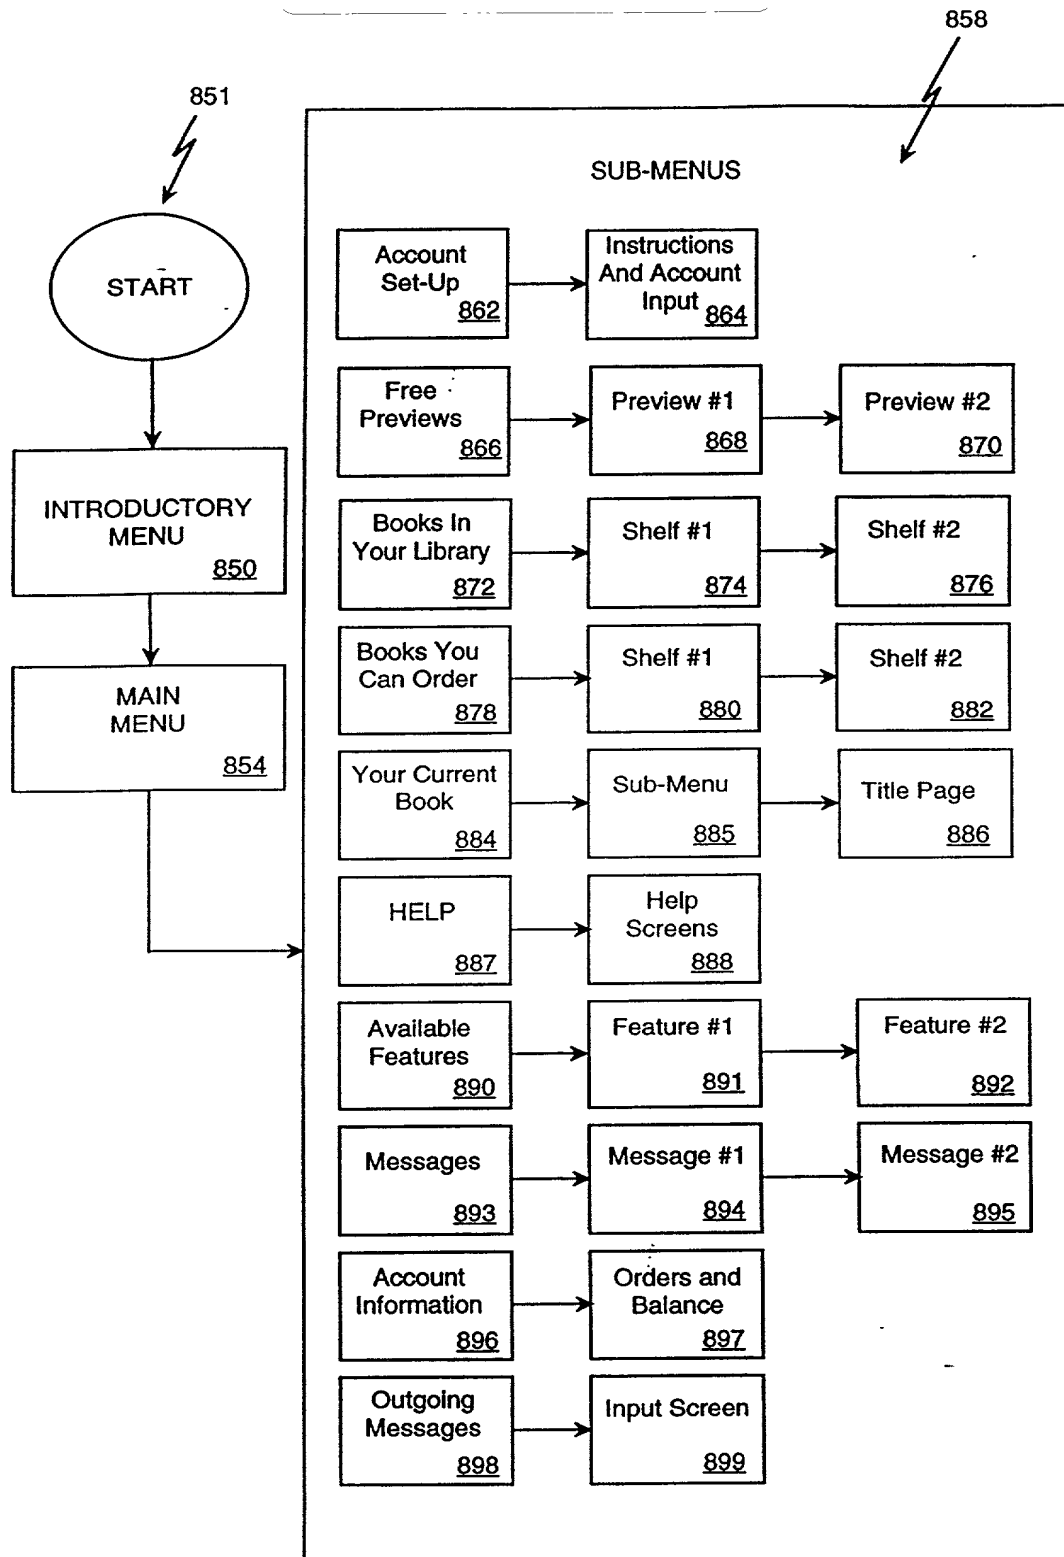 858
851
SUB-MENUS
START
INTRODUCTORY
MENU
850
MAIN
MENU
854
Account
Set-Up
862
Instructions
And Account
Input
864
Free
Previews
866
Preview #1
868
Preview #2
870
Books In
Your Library
872
Shelf #1
874
Shelf #2
876
Books You
Can Order
878
Shelf #1
880
Shelf #2
882
Your Current
Book
884
Sub-Menu
885
Title Page
886
HELP
887
Help
Screens
888
Available
Features
890
Feature #1
891
Feature #2
892
Messages
893
Message #1
894
Message #2
895
Account
Information
896
Orders and
Balance
897
Outgoing
Messages
898
Input Screen
899